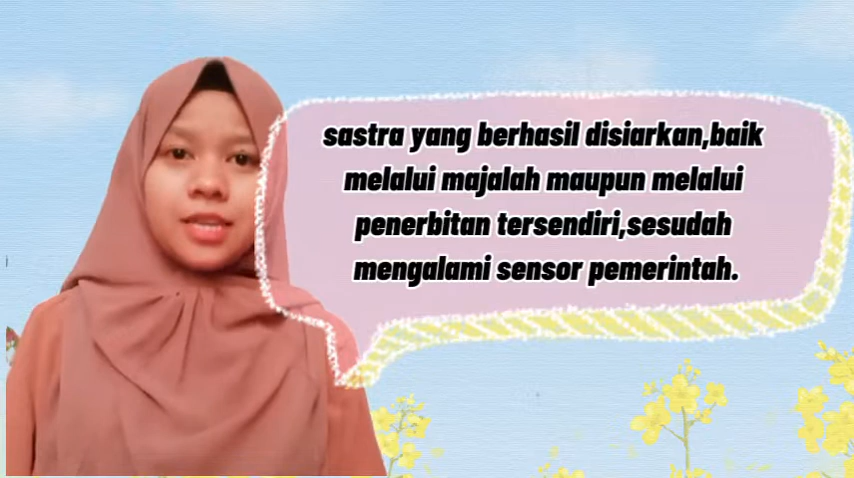 sastra yang berhasil disiarkan,baik
melalui majalah maupun melalui
penerbitan tersendiri,sesudah
mengalami sensor pemerintah.